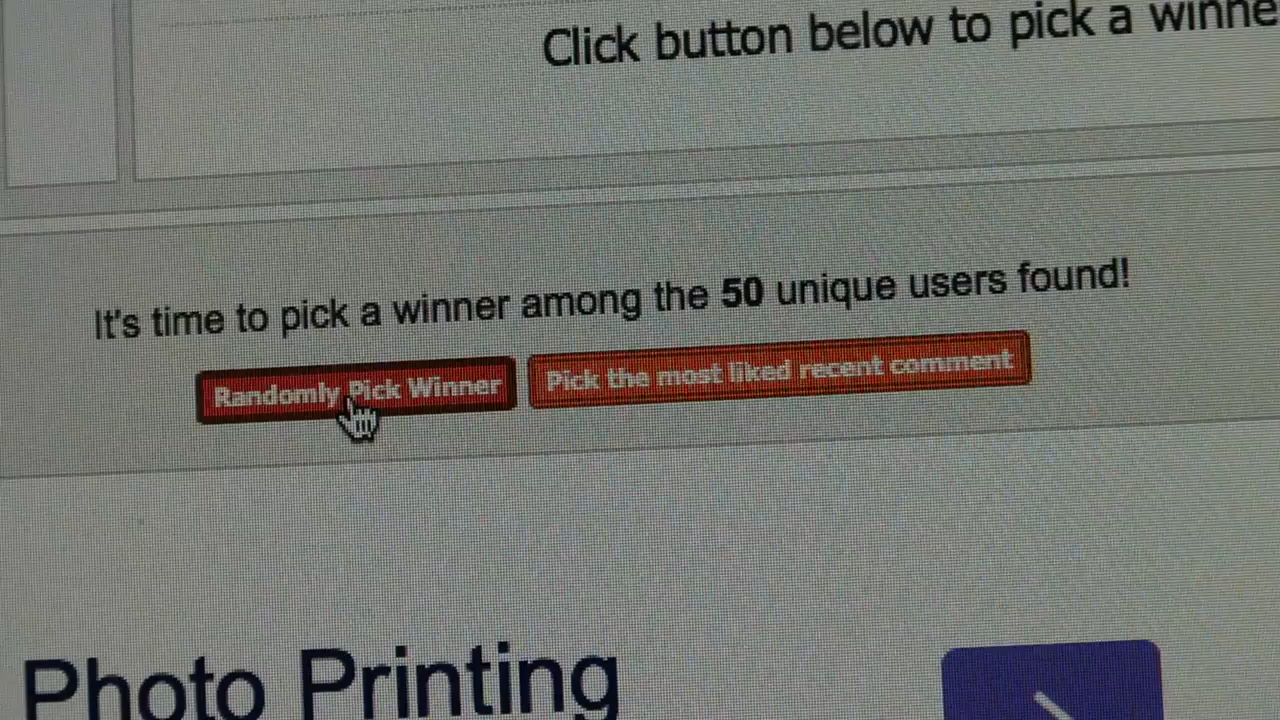 Click button below to pick a winne
It's time to pick a winner among the 50 unique users found!
Randomly Pick Winner
Pick the most liked recent comment
Photo Printing